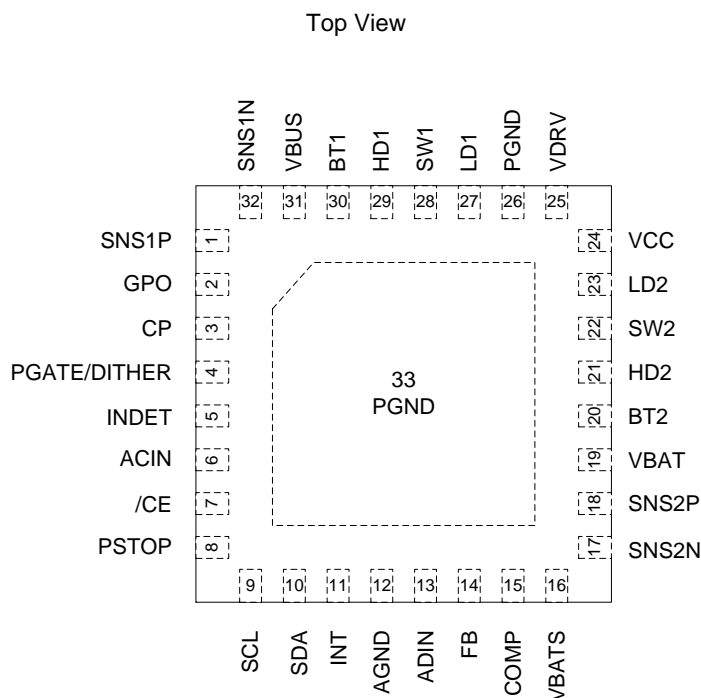 Top View
SNS1N
VBUS
BT1
HD1
SW1
LD1
PGND
VDRV
32
31
30
29
28
27
26
25
SNS1P 1
GPO 2
CP 3
PGATE/DITHER 4
INDET 5
ACIN 6
/CE 7
PSTOP 8
33
PGND
24 VCC
23 LD2
22 SW2
21 HD2
20 BT2
19 VBAT
18 SNS2P
17 SNS2N
9
10
11
12
13
14
15
16
SCL
SDA
INT
AGND
ADIN
FB
COMP
VBATS